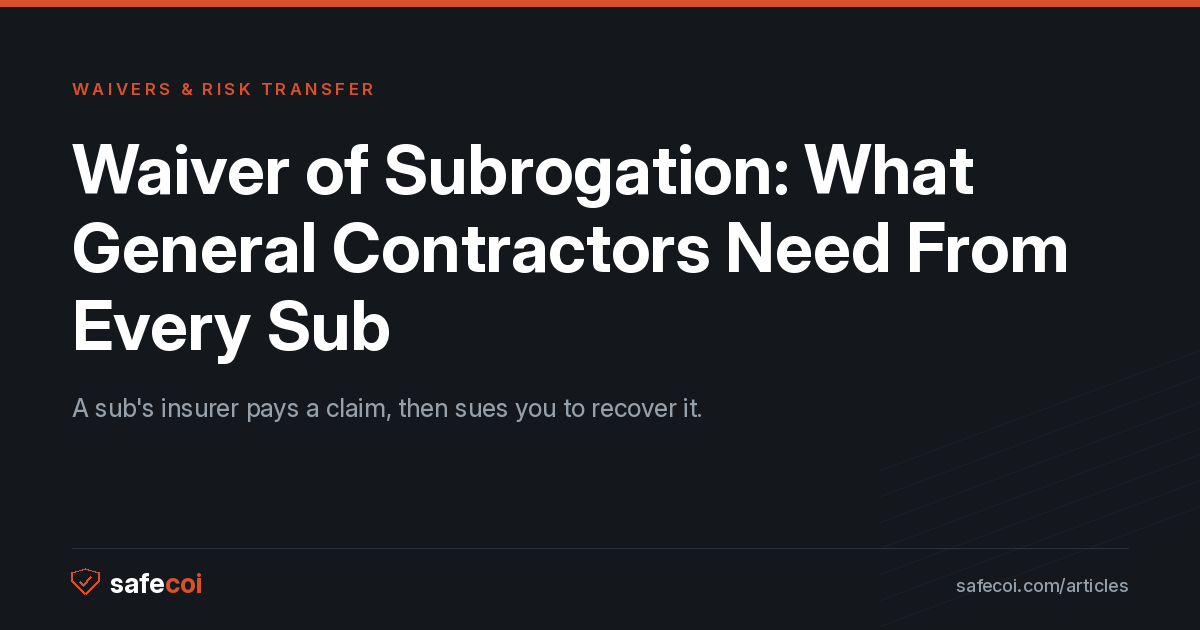 WAIVERS & RISK TRANSFER
Waiver of Subrogation: What
General Contractors Need From
Every Sub
A sub's insurer pays a claim, then sues you to recover it.
safecoi
safecoi.com/articles